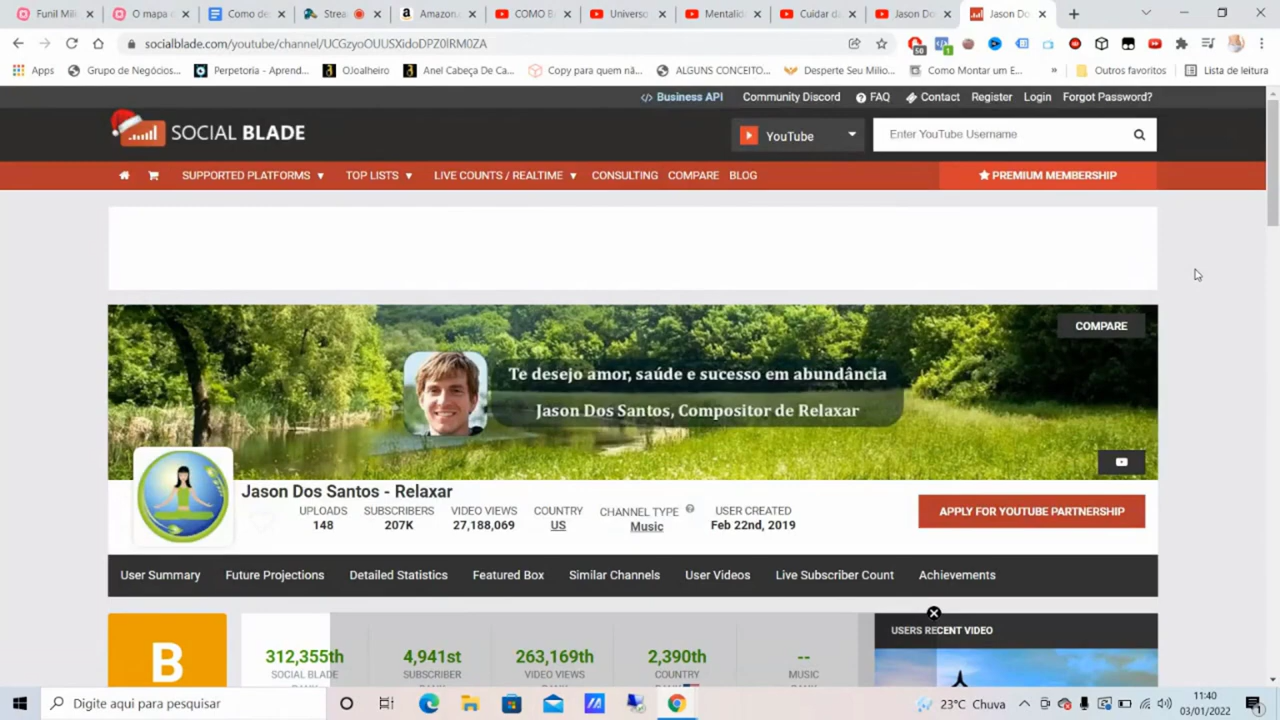 Funil Mile
O mapa d
Como de
Strea
Amazon.
COMO B
Universo
Mentalid
Cuidar da
Jason Do
Jason Do
socialblade.com/youtube/channel/UCGzyoOUUSXidoDPZ0lRM0ZA
50
1
Apps
Grupo de Negócios...
Perpetoria - Aprend...
OJoalheiro
Anel Cabeça De Ca...
Copy para quem nã...
ALGUNS CONCEITO...
Desperte Seu Milio...
Como Montar um E...
»
Outros favoritos
Lista de leitura
</> Business API
Community Discord
FAQ
Contact
Register
Login
Forgot Password?
SOCIAL BLADE
YouTube
Enter YouTube Username
SUPPORTED PLATFORMS
TOP LISTS
LIVE COUNTS / REALTIME
CONSULTING
COMPARE
BLOG
PREMIUM MEMBERSHIP
COMPARE
Te desejo amor, saúde e sucesso em abundância
Jason Dos Santos, Compositor de Relaxar
Jason Dos Santos - Relaxar
UPLOADS
148
SUBSCRIBERS
207K
VIDEO VIEWS
27,188,069
COUNTRY
US
CHANNEL TYPE
Music
USER CREATED
Feb 22nd, 2019
APPLY FOR YOUTUBE PARTNERSHIP
User Summary
Future Projections
Detailed Statistics
Featured Box
Similar Channels
User Videos
Live Subscriber Count
Achievements
B
312,355th
SOCIAL BLADE
4,941st
SUBSCRIBER
263,169th
VIDEO VIEWS
2,390th
COUNTRY
--
MUSIC
USERS RECENT VIDEO
Digite aqui para pesquisar
23°C Chuva
11:40
03/01/2022
1